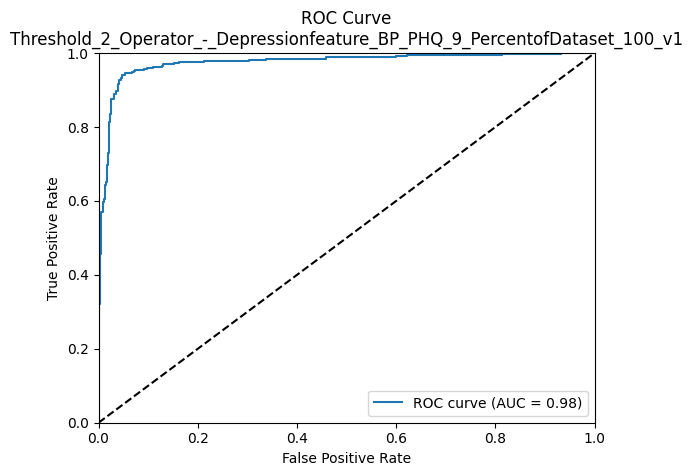 ROC Curve
Threshold_2_Operator_-_Depressionfeature_BP_PHQ_9_PercentofDataset_100_v1
1.0
0.8
0.6
0.4
0.2
0.0
True Positive Rate
ROC curve (AUC = 0.98)
0.0 0.2 0.4 0.6 0.8 1.0
False Positive Rate